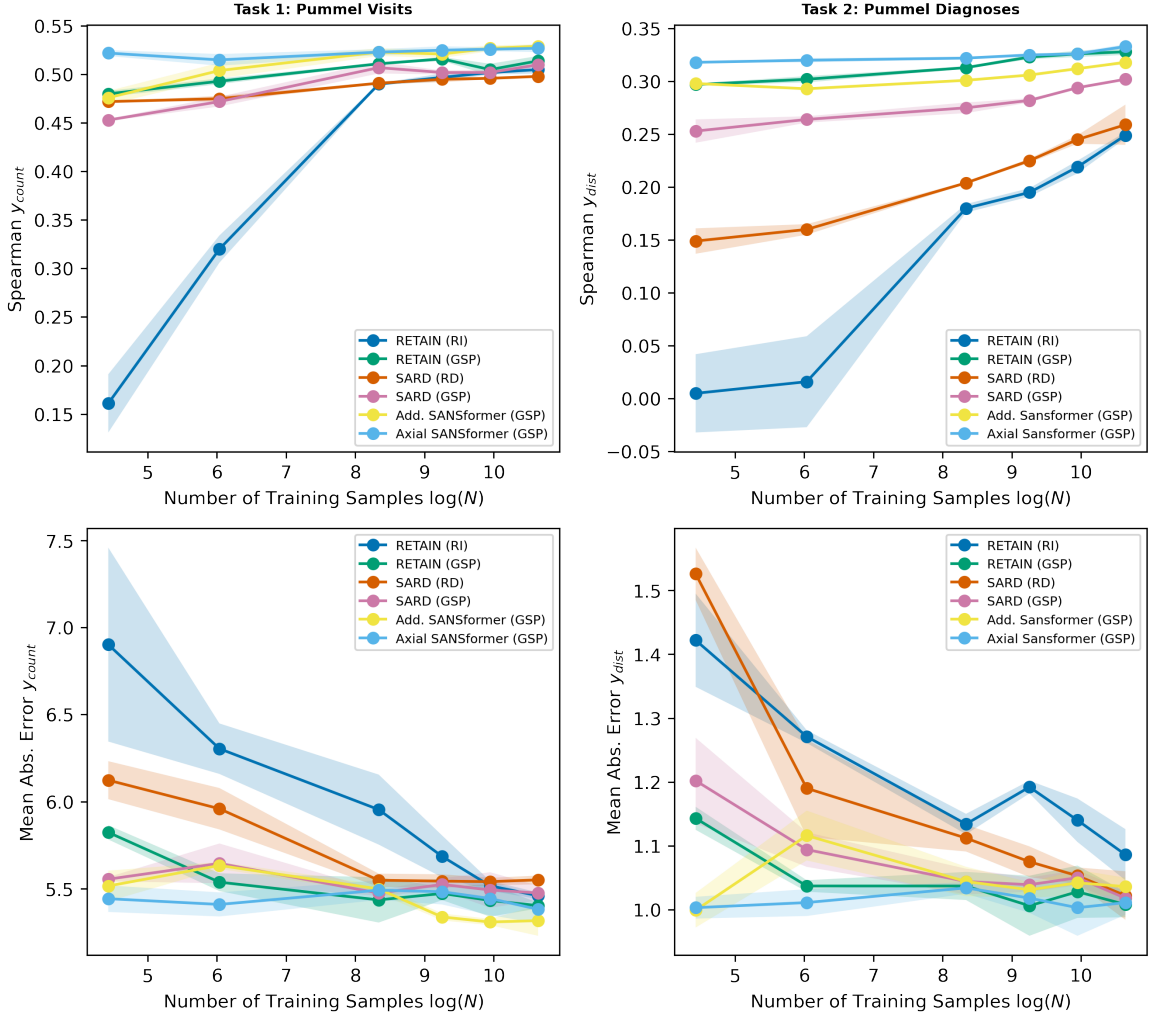 Task 1: Pummel Visits
0.55
0.50
0.45
0.40
0.35
0.30
0.25
0.20
0.15
Spearman y_count
RETAIN (RI)
RETAIN (GSP)
SARD (RD)
SARD (GSP)
Add. SANSformer (GSP)
Axial SANSformer (GSP)
5 6 7 8 9 10
Number of Training Samples log(N)
Task 2: Pummel Diagnoses
0.35
0.30
0.25
0.20
0.15
0.10
0.05
0.00
−0.05
Spearman y_dist
RETAIN (RI)
RETAIN (GSP)
SARD (RD)
SARD (GSP)
Add. Sansformer (GSP)
Axial Sansformer (GSP)
5 6 7 8 9 10
Number of Training Samples log(N)
7.5
7.0
6.5
6.0
5.5
Mean Abs. Error y_count
RETAIN (RI)
RETAIN (GSP)
SARD (RD)
SARD (GSP)
Add. SANSformer (GSP)
Axial SANSformer (GSP)
5 6 7 8 9 10
Number of Training Samples log(N)
1.5
1.4
1.3
1.2
1.1
1.0
Mean Abs. Error y_dist
RETAIN (RI)
RETAIN (GSP)
SARD (RD)
SARD (GSP)
Add. Sansformer (GSP)
Axial Sansformer (GSP)
5 6 7 8 9 10
Number of Training Samples log(N)